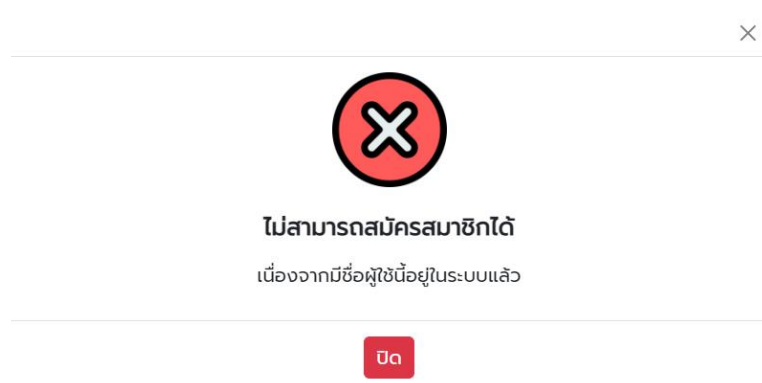 ไม่สามารถสมัครสมาชิกได้
เนื่องจากมีชื่อผู้ใช้นี้อยู่ในระบบแล้ว
ปิด